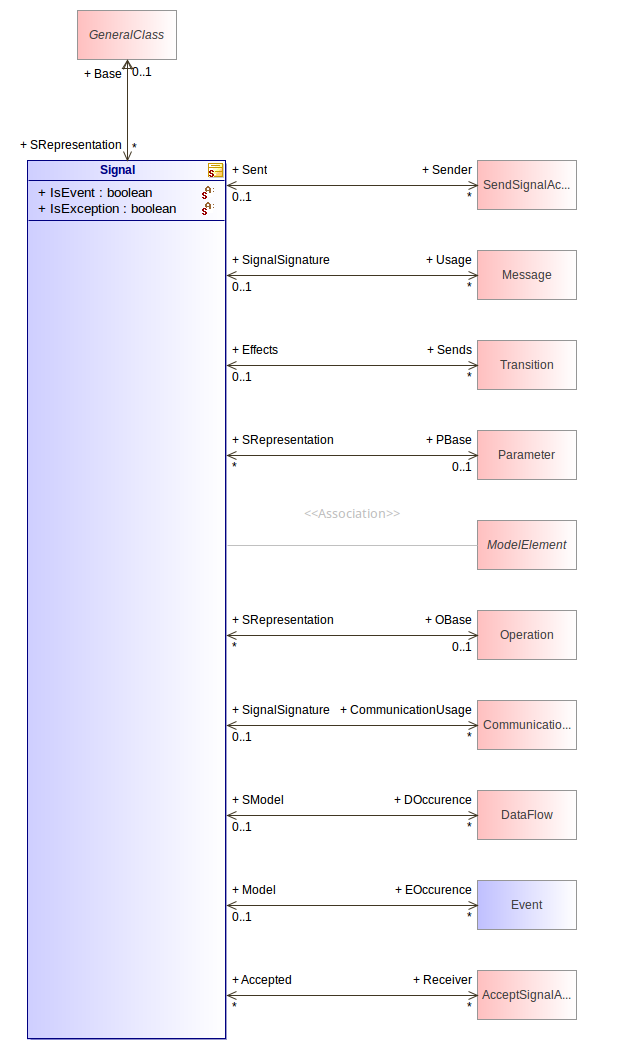 GeneralClass
+ Base
0..1
+ SRepresentation
*
Signal
+ IsEvent : boolean
+ IsException : boolean
+ Sent
+ Sender
0..1
*
SendSignalAc...
+ SignalSignature
+ Usage
0..1
*
Message
+ Effects
+ Sends
0..1
*
Transition
+ SRepresentation
+ PBase
*
0..1
Parameter
<<Association>>
ModelElement
+ SRepresentation
+ OBase
*
0..1
Operation
+ SignalSignature
+ CommunicationUsage
0..1
*
Communicatio...
+ SModel
+ DOccurence
0..1
*
DataFlow
+ Model
+ EOccurence
0..1
*
Event
+ Accepted
+ Receiver
*
*
AcceptSignalA...